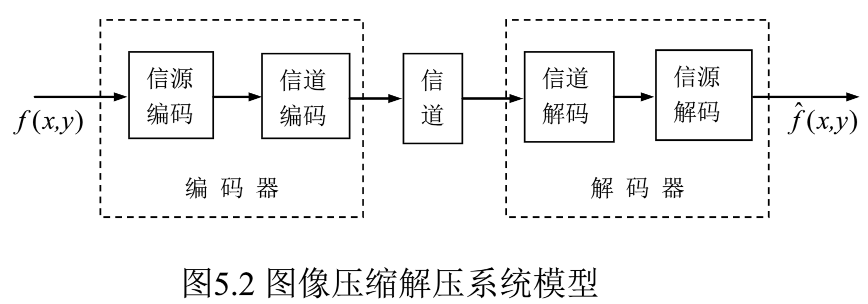 信源 信道 信 信道 信源
编码 编码 道 解码 解码
f(x,y) f̂(x,y)
编 码 器 解 码 器
图5.2 图像压缩解压系统模型